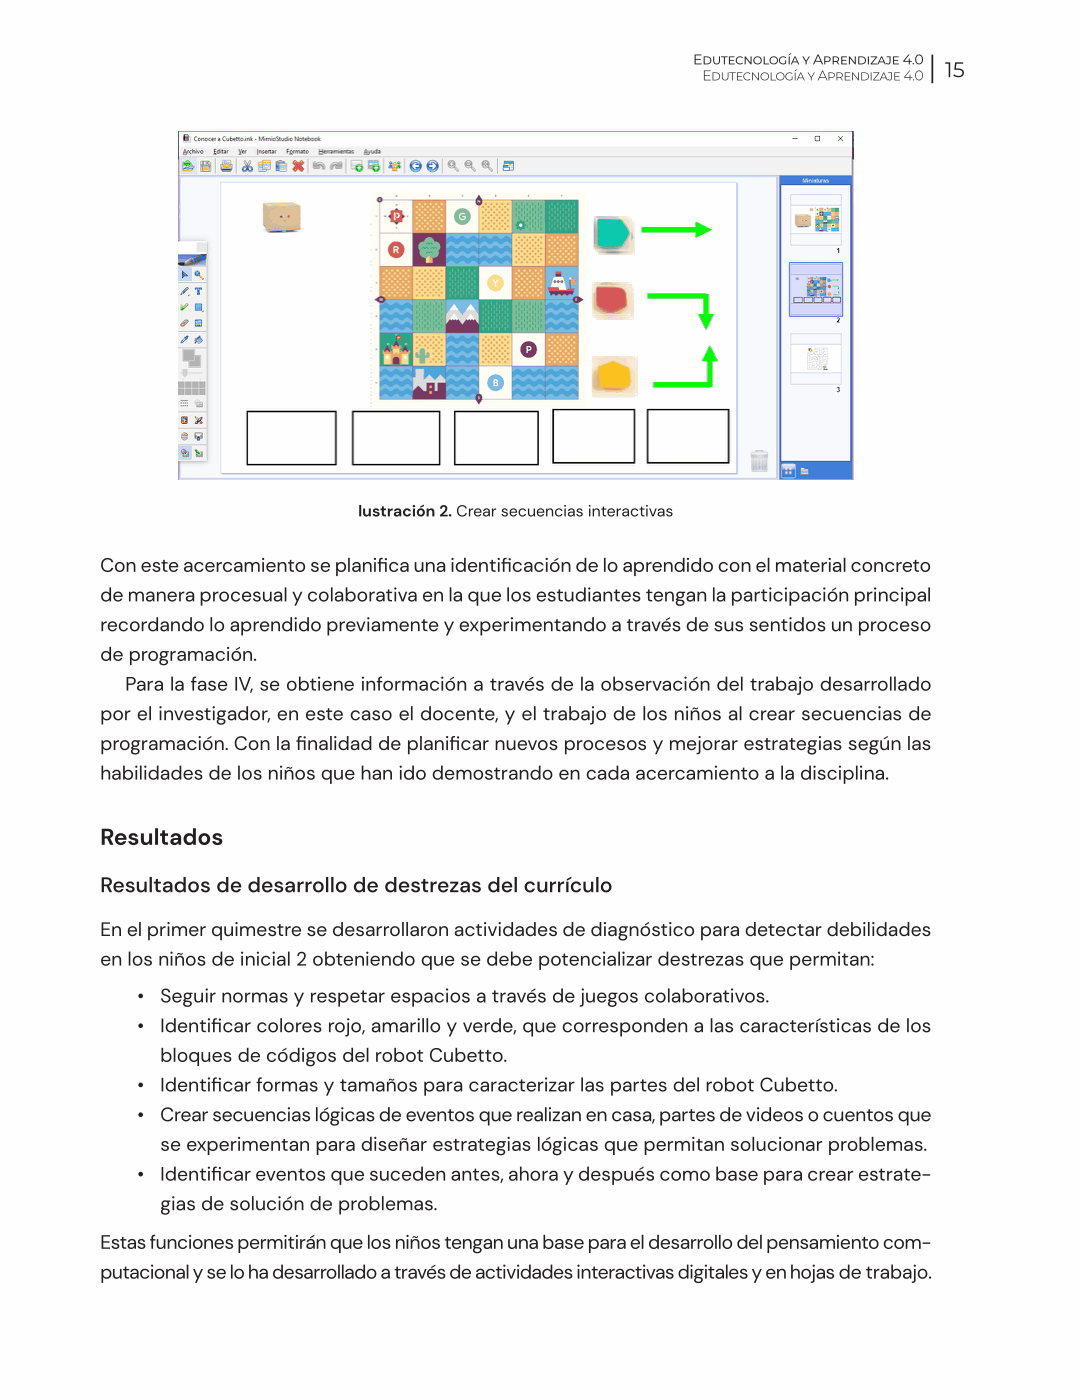 Edutecnología y Aprendizaje 4.0
Edutecnología y Aprendizaje 4.0
15
Conocer a Cubetto.ink - MimioStudio Notebook
Archivo Editar Ver Insertar Formato Herramientas Ayuda
Miniaturas
P G
R
Y
P
B
1
2
3
lustración 2. Crear secuencias interactivas
Con este acercamiento se planifica una identificación de lo aprendido con el material concreto
de manera procesual y colaborativa en la que los estudiantes tengan la participación principal
recordando lo aprendido previamente y experimentando a través de sus sentidos un proceso
de programación.
Para la fase IV, se obtiene información a través de la observación del trabajo desarrollado
por el investigador, en este caso el docente, y el trabajo de los niños al crear secuencias de
programación. Con la finalidad de planificar nuevos procesos y mejorar estrategias según las
habilidades de los niños que han ido demostrando en cada acercamiento a la disciplina.
Resultados
Resultados de desarrollo de destrezas del currículo
En el primer quimestre se desarrollaron actividades de diagnóstico para detectar debilidades
en los niños de inicial 2 obteniendo que se debe potencializar destrezas que permitan:
• Seguir normas y respetar espacios a través de juegos colaborativos.
• Identificar colores rojo, amarillo y verde, que corresponden a las características de los
bloques de códigos del robot Cubetto.
• Identificar formas y tamaños para caracterizar las partes del robot Cubetto.
• Crear secuencias lógicas de eventos que realizan en casa, partes de videos o cuentos que
se experimentan para diseñar estrategias lógicas que permitan solucionar problemas.
• Identificar eventos que suceden antes, ahora y después como base para crear estrate-
gias de solución de problemas.
Estas funciones permitirán que los niños tengan una base para el desarrollo del pensamiento com-
putacional y se lo ha desarrollado a través de actividades interactivas digitales y en hojas de trabajo.